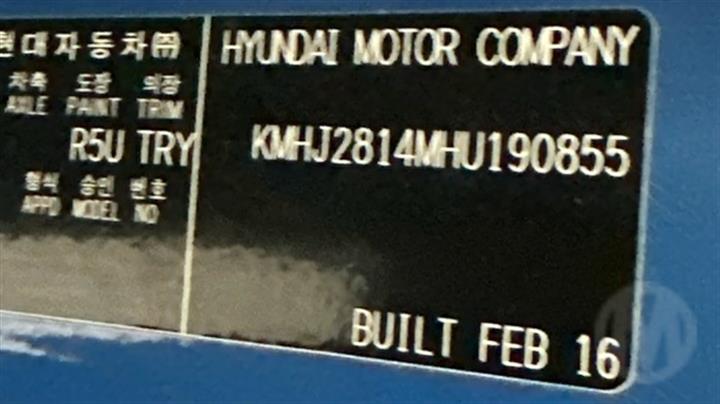 현대자동차㈜
차축 도장 의장
AXLE PAINT TRIM
R5U TRY
형식 승인 번호
APPD MODEL NO
HYUNDAI MOTOR COMPANY
KMHJ2814MHU190855
BUILT FEB 16